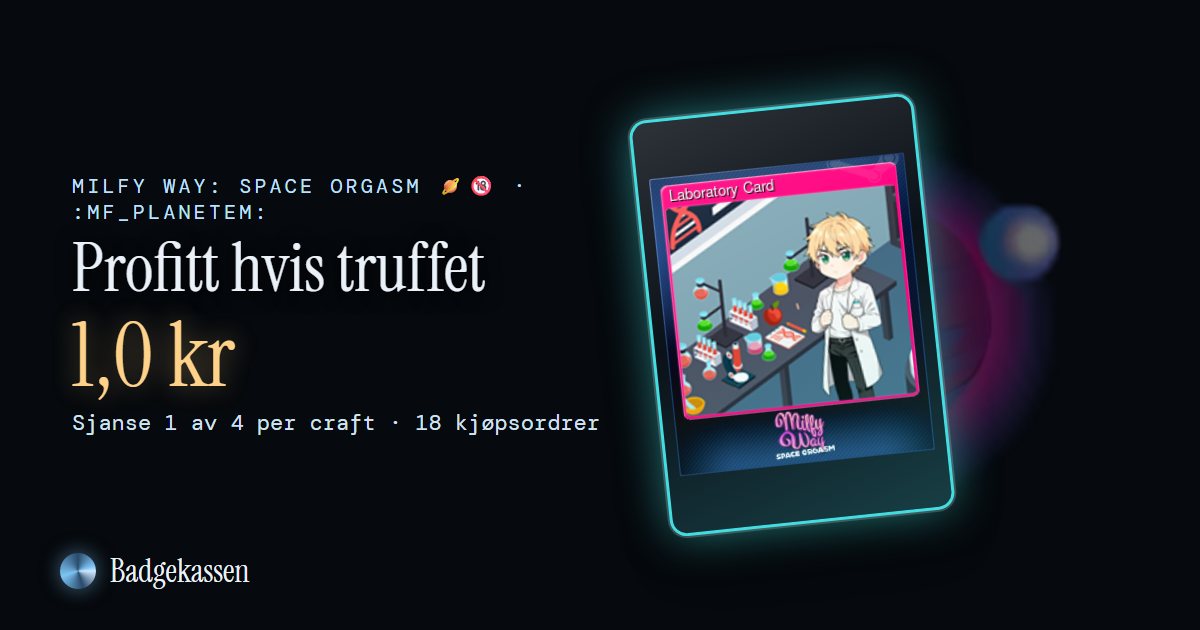 MILFY WAY: SPACE ORGASM 🪐 🔞 ·
:MF_PLANETEM:
Profitt hvis truffet
1,0 kr
Sjanse 1 av 4 per craft · 18 kjøpsordrer
Laboratory Card
Milfy
Way
SPACE ORGASM
Badgekassen